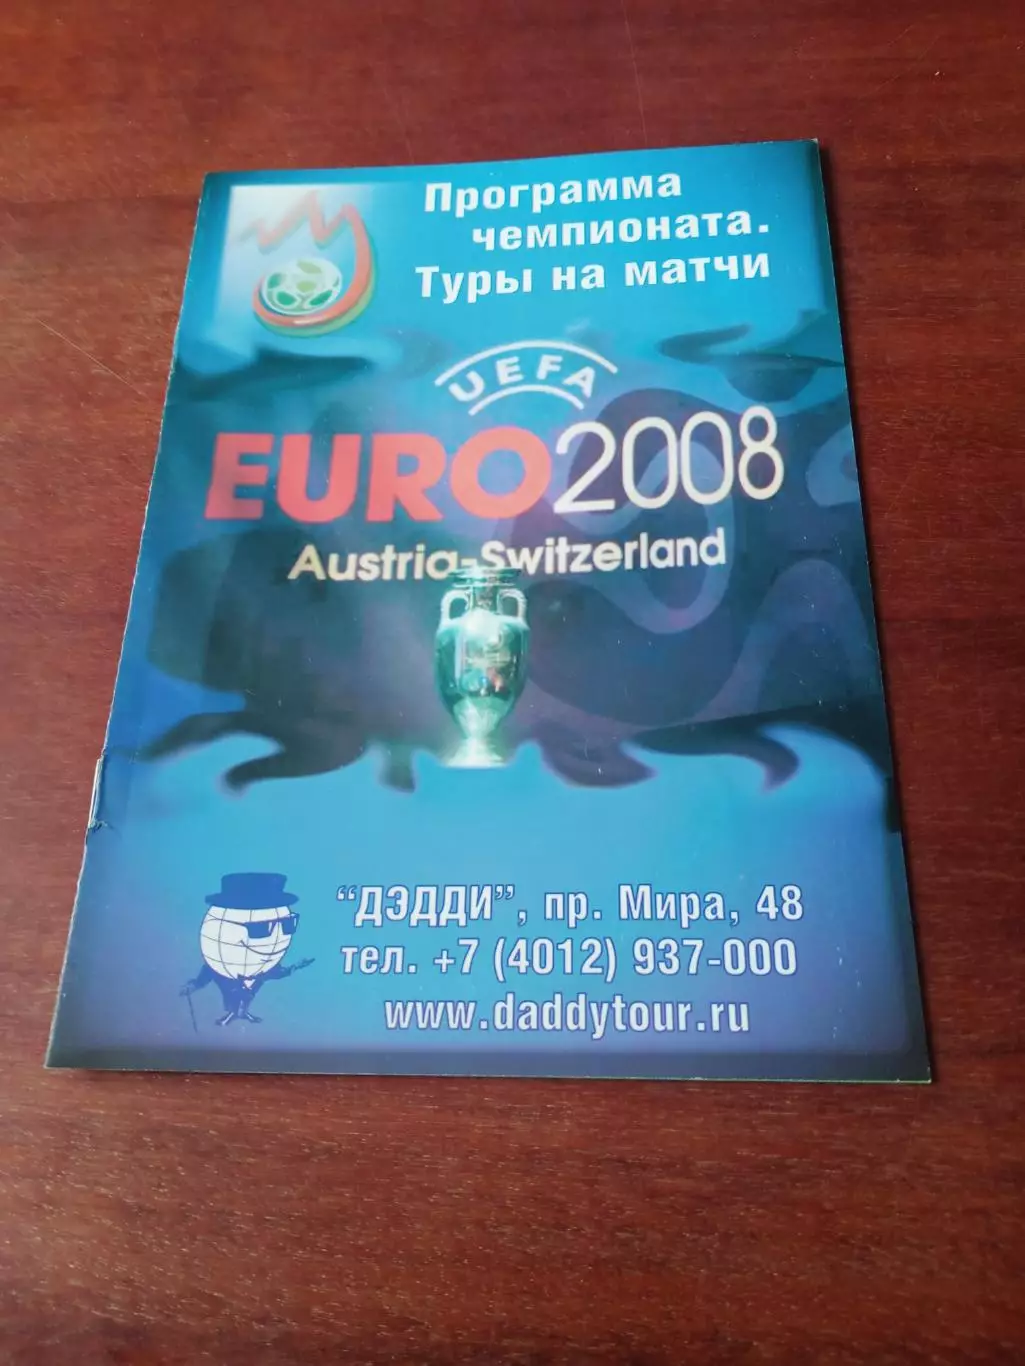 Программа
чемпионата.
Туры на матчи
UEFA
EURO2008
Austria-Switzerland
"ДЭДДИ", пр. Мира, 48
тел. +7 (4012) 937-000
www.daddytour.ru